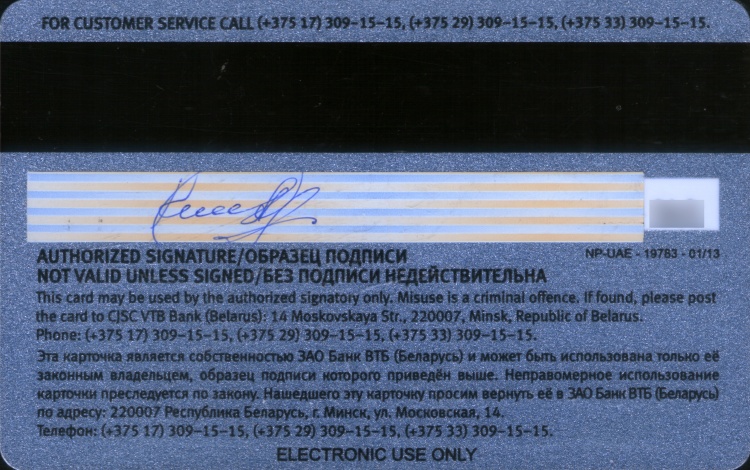 FOR CUSTOMER SERVICE CALL (+375 17) 309-15-15, (+375 29) 309-15-15, (+375 33) 309-15-15.
AUTHORIZED SIGNATURE/ОБРАЗЕЦ ПОДПИСИ
NP-UAE - 19783 - 01/13
NOT VALID UNLESS SIGNED/БЕЗ ПОДПИСИ НЕДЕЙСТВИТЕЛЬНА
This card may be used by the authorized signatory only. Misuse is a criminal offence. If found, please post
the card to CJSC VTB Bank (Belarus): 14 Moskovskaya Str., 220007, Minsk, Republic of Belarus.
Phone: (+375 17) 309-15-15, (+375 29) 309-15-15, (+375 33) 309-15-15.
Эта карточка является собственностью ЗАО Банк ВТБ (Беларусь) и может быть использована только её
законным владельцем, образец подписи которого приведён выше. Неправомерное использование
карточки преследуется по закону. Нашедшего эту карточку просим вернуть её в ЗАО Банк ВТБ (Беларусь)
по адресу: 220007 Республика Беларусь, г. Минск, ул. Московская, 14.
Телефон: (+375 17) 309-15-15, (+375 29) 309-15-15, (+375 33) 309-15-15.
ELECTRONIC USE ONLY